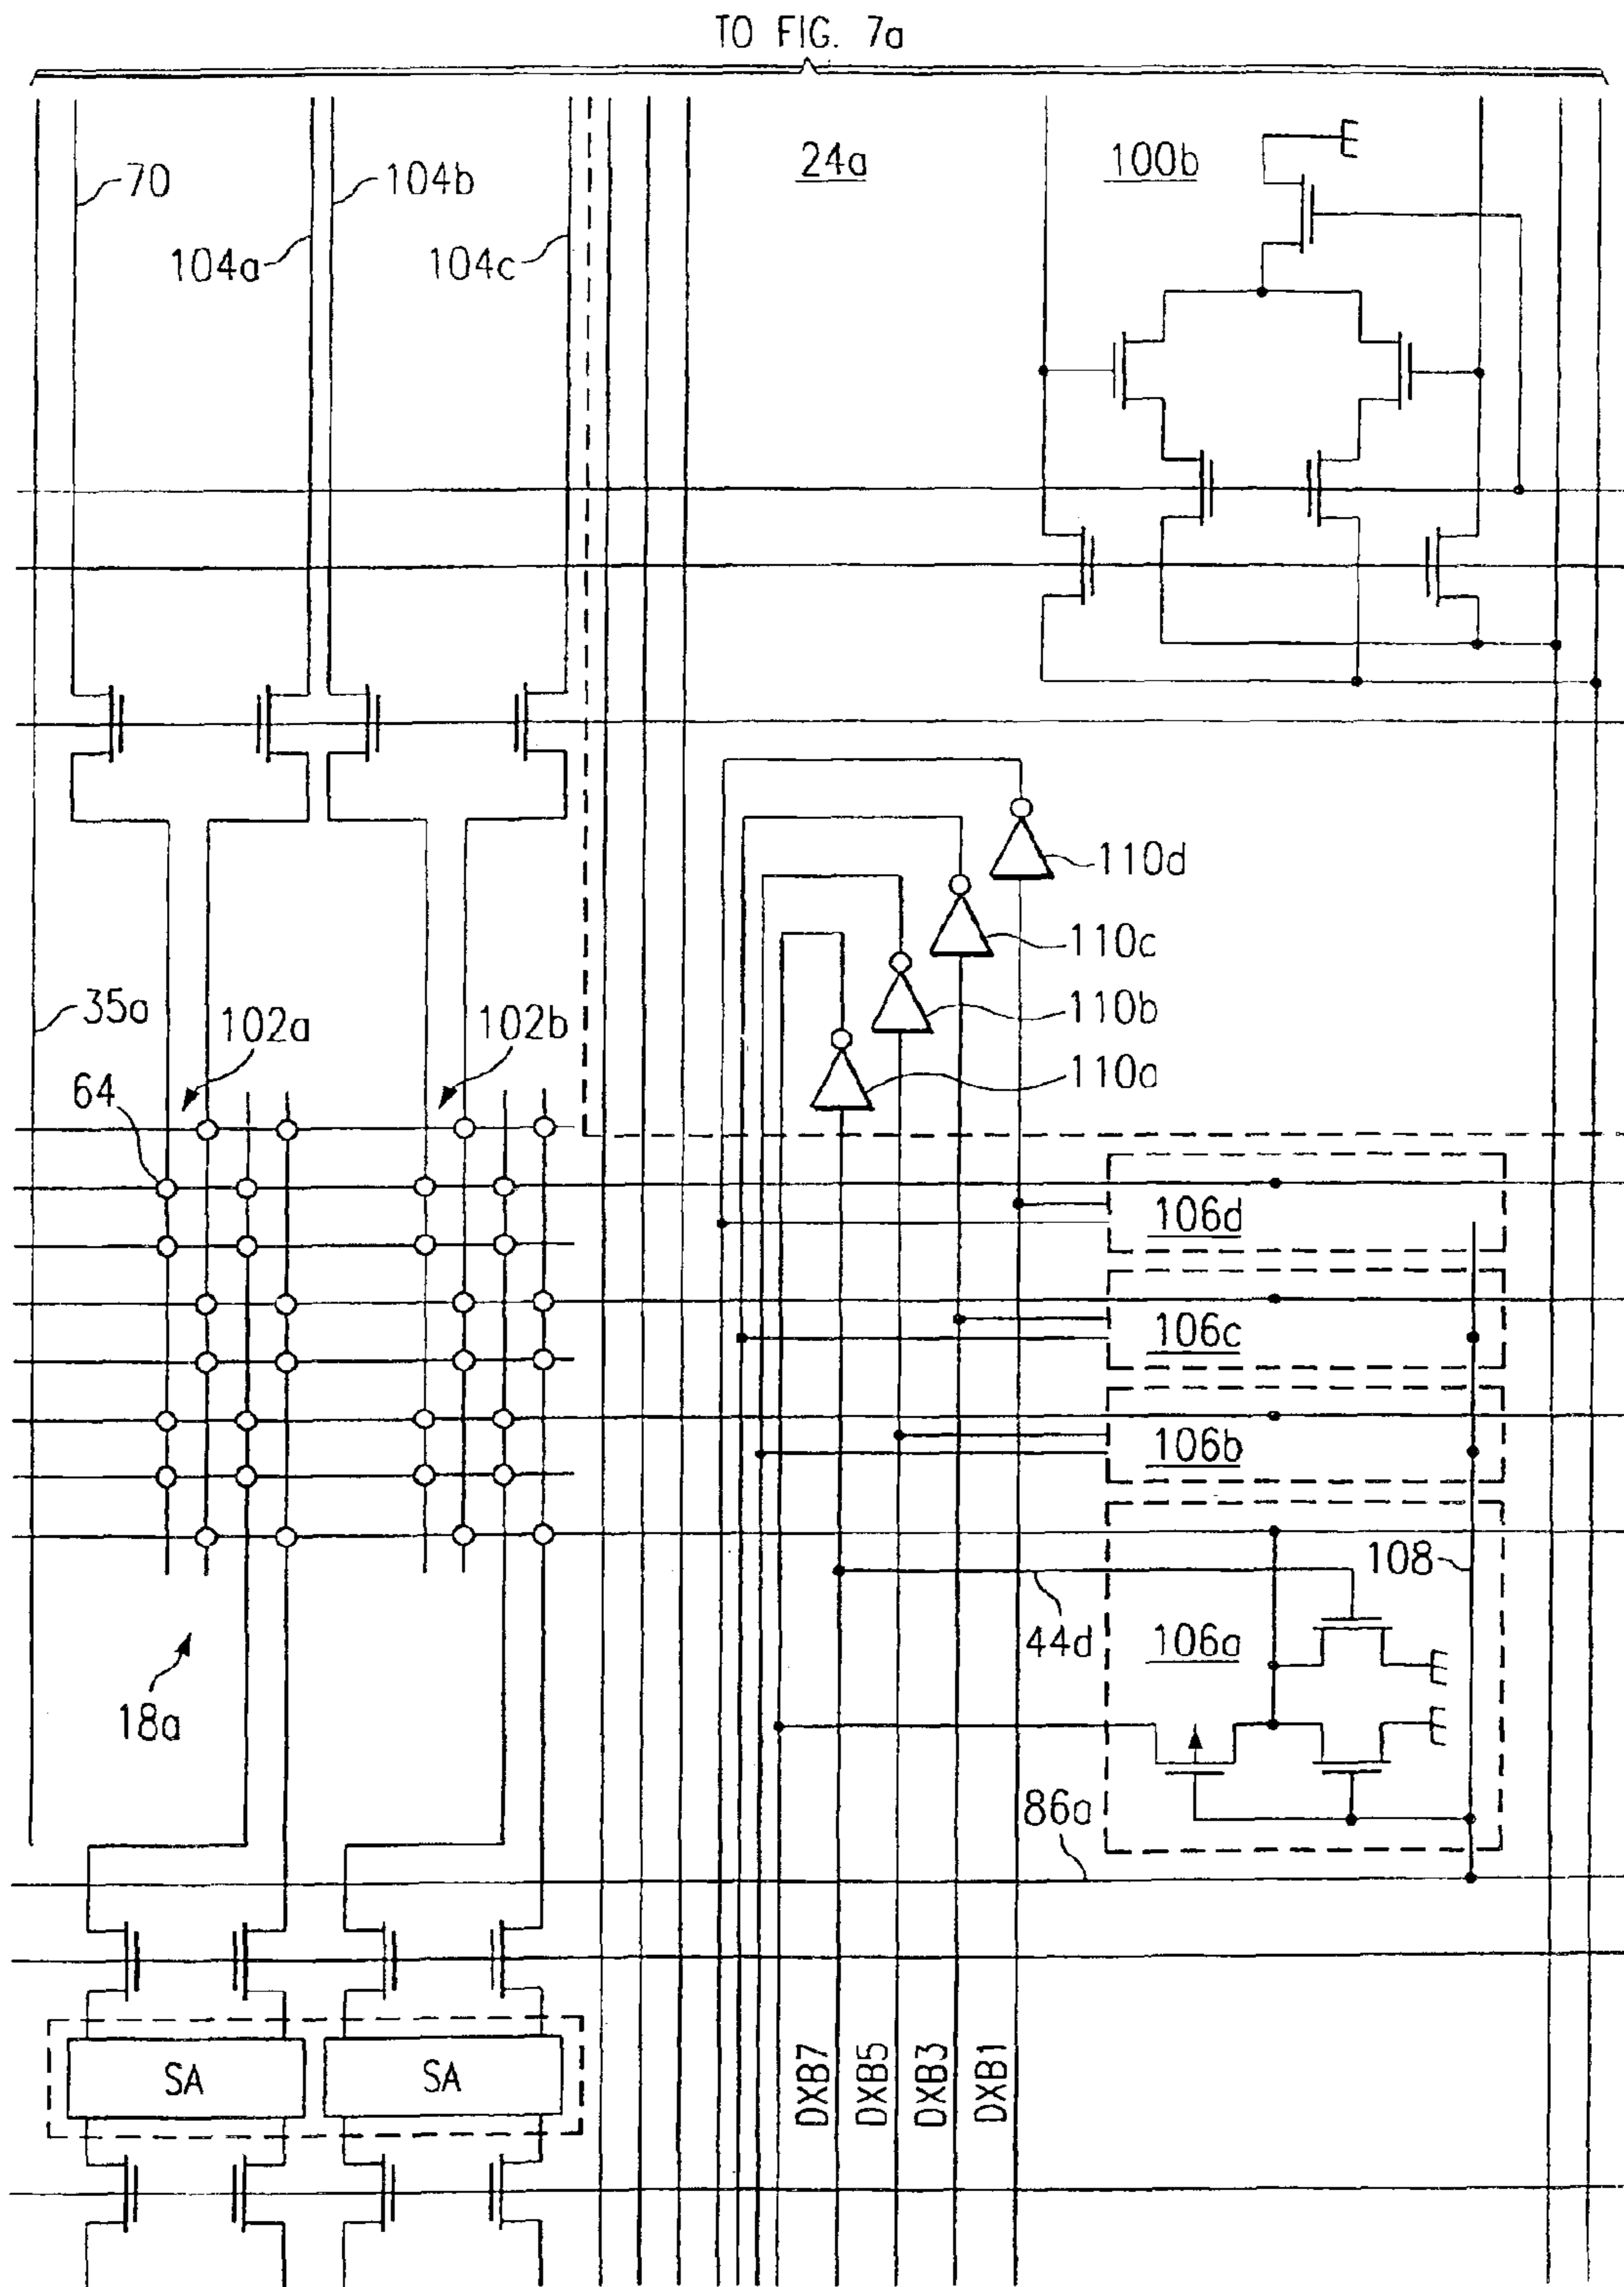 TO FIG. 7a
24a
100b
70
104b
104a
104c
110d
110c
110b
110a
35a
102a
102b
64
106d
106c
106b
108
44d
106a
18a
86a
SA
SA
DXB7
DXB5
DXB3
DXB1